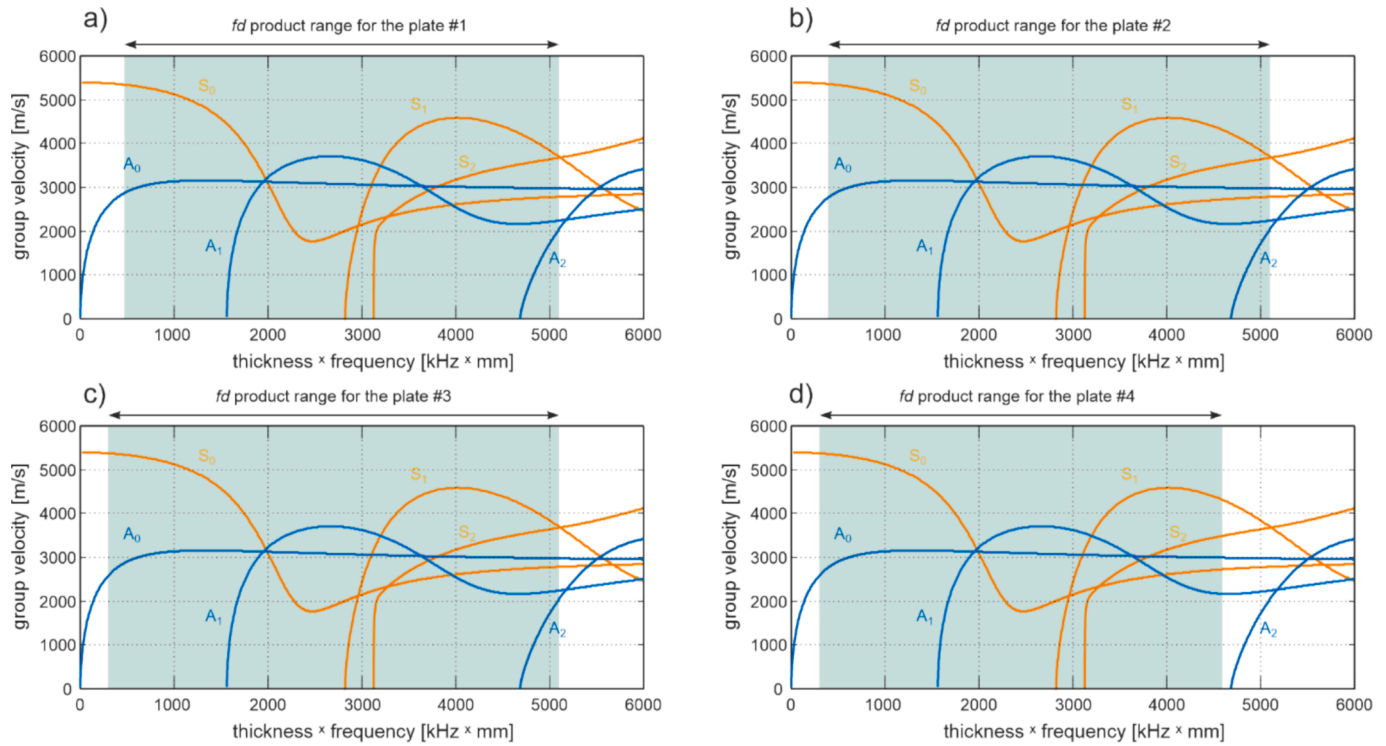 a)
fd product range for the plate #1
6000
5000
4000
3000
2000
1000
0
group velocity [m/s]
S0
S1
A0
S2
A1
A2
0 1000 2000 3000 4000 5000 6000
thickness x frequency [kHz x mm]
b)
fd product range for the plate #2
6000
5000
4000
3000
2000
1000
0
group velocity [m/s]
S0
S1
A0
S2
A1
A2
0 1000 2000 3000 4000 5000 6000
thickness x frequency [kHz x mm]
c)
fd product range for the plate #3
6000
5000
4000
3000
2000
1000
0
group velocity [m/s]
S0
S1
A0
S2
A1
A2
0 1000 2000 3000 4000 5000 6000
thickness x frequency [kHz x mm]
d)
fd product range for the plate #4
6000
5000
4000
3000
2000
1000
0
group velocity [m/s]
S0
S1
A0
S2
A1
A2
0 1000 2000 3000 4000 5000 6000
thickness x frequency [kHz x mm]